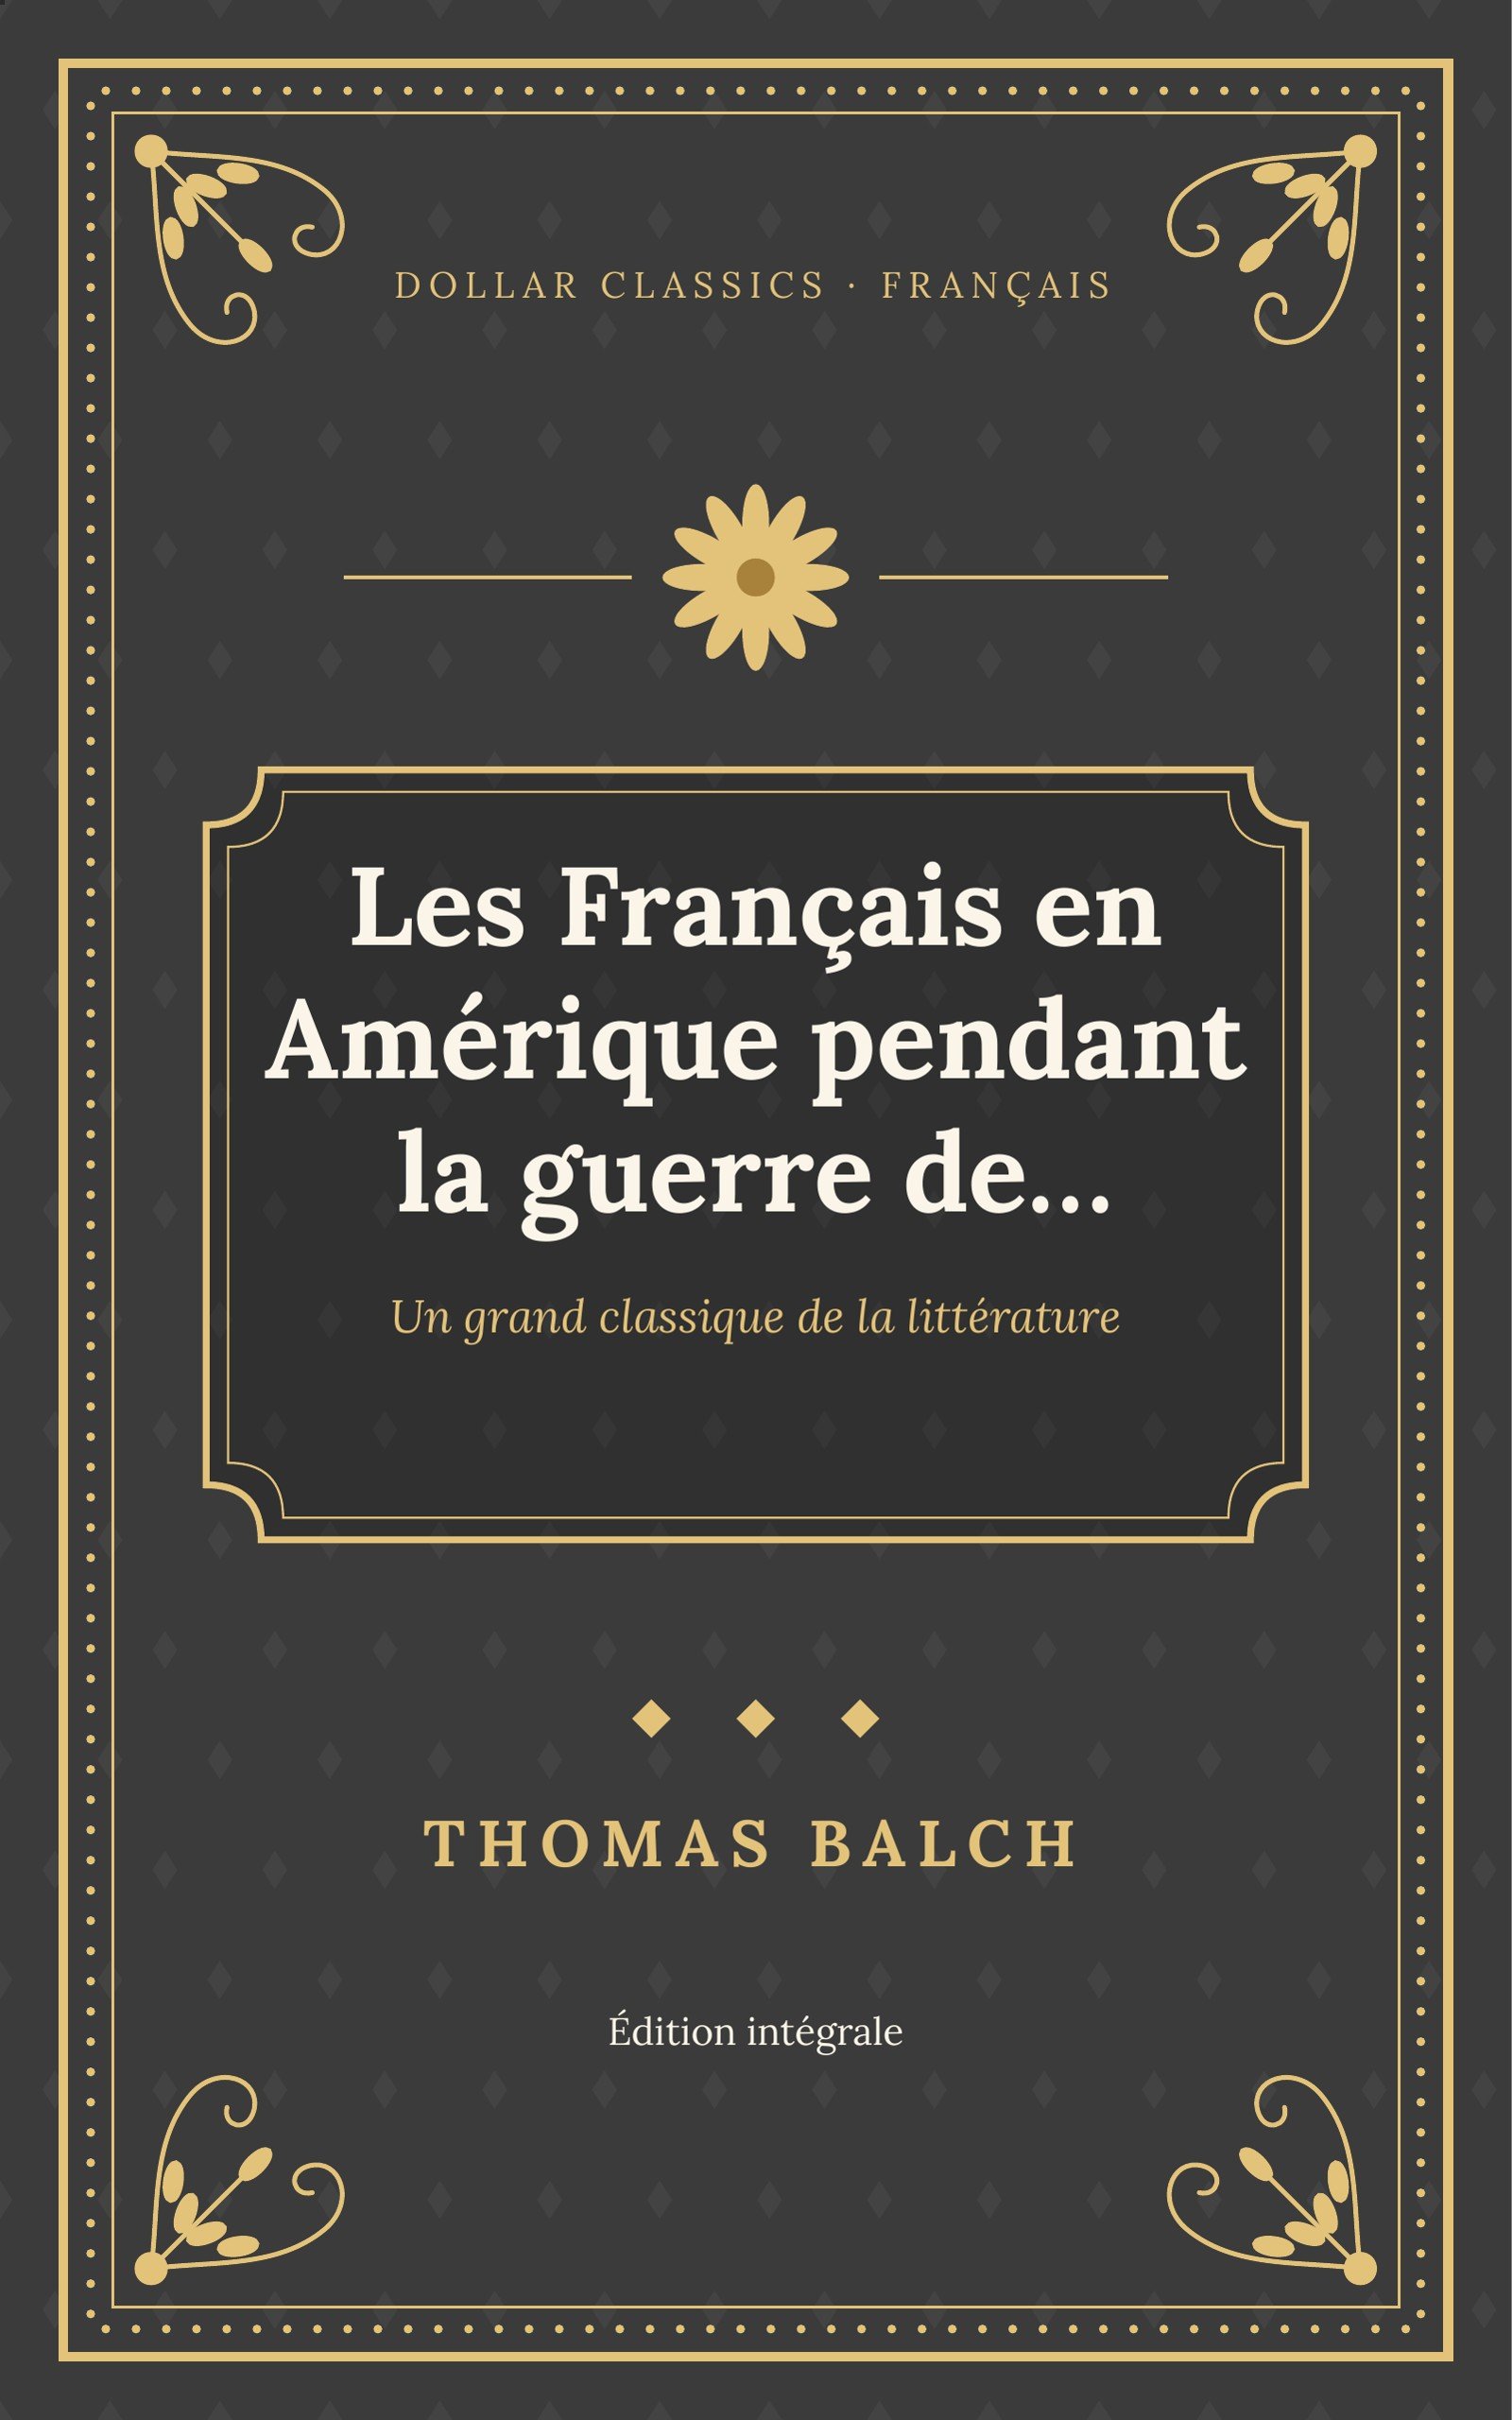 DOLLAR CLASSICS · FRANÇAIS
Les Français en
Amérique pendant
la guerre de...
Un grand classique de la littérature
THOMAS BALCH
Édition intégrale